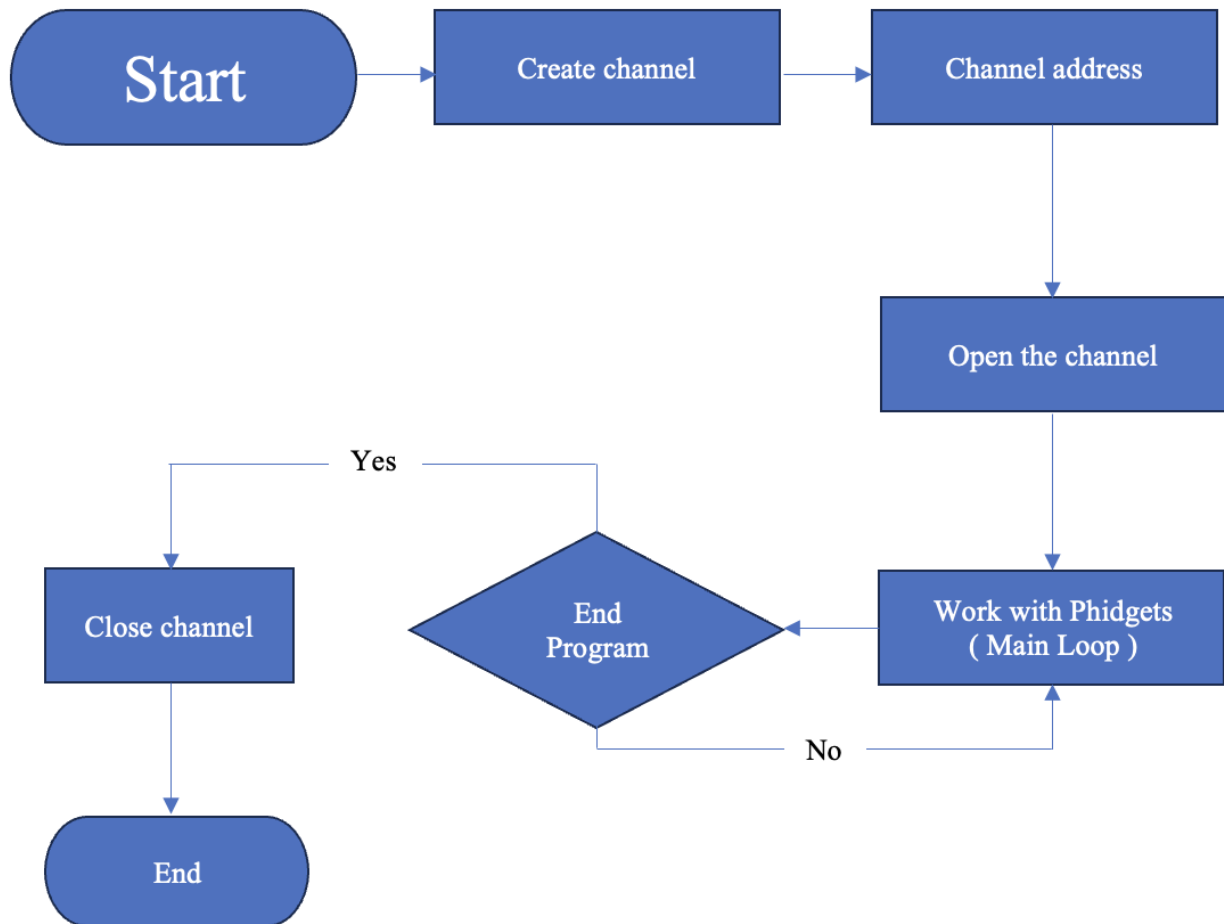 Start
Create channel
Channel address
Open the channel
Work with Phidgets
( Main Loop )
End
Program
No
Yes
Close channel
End